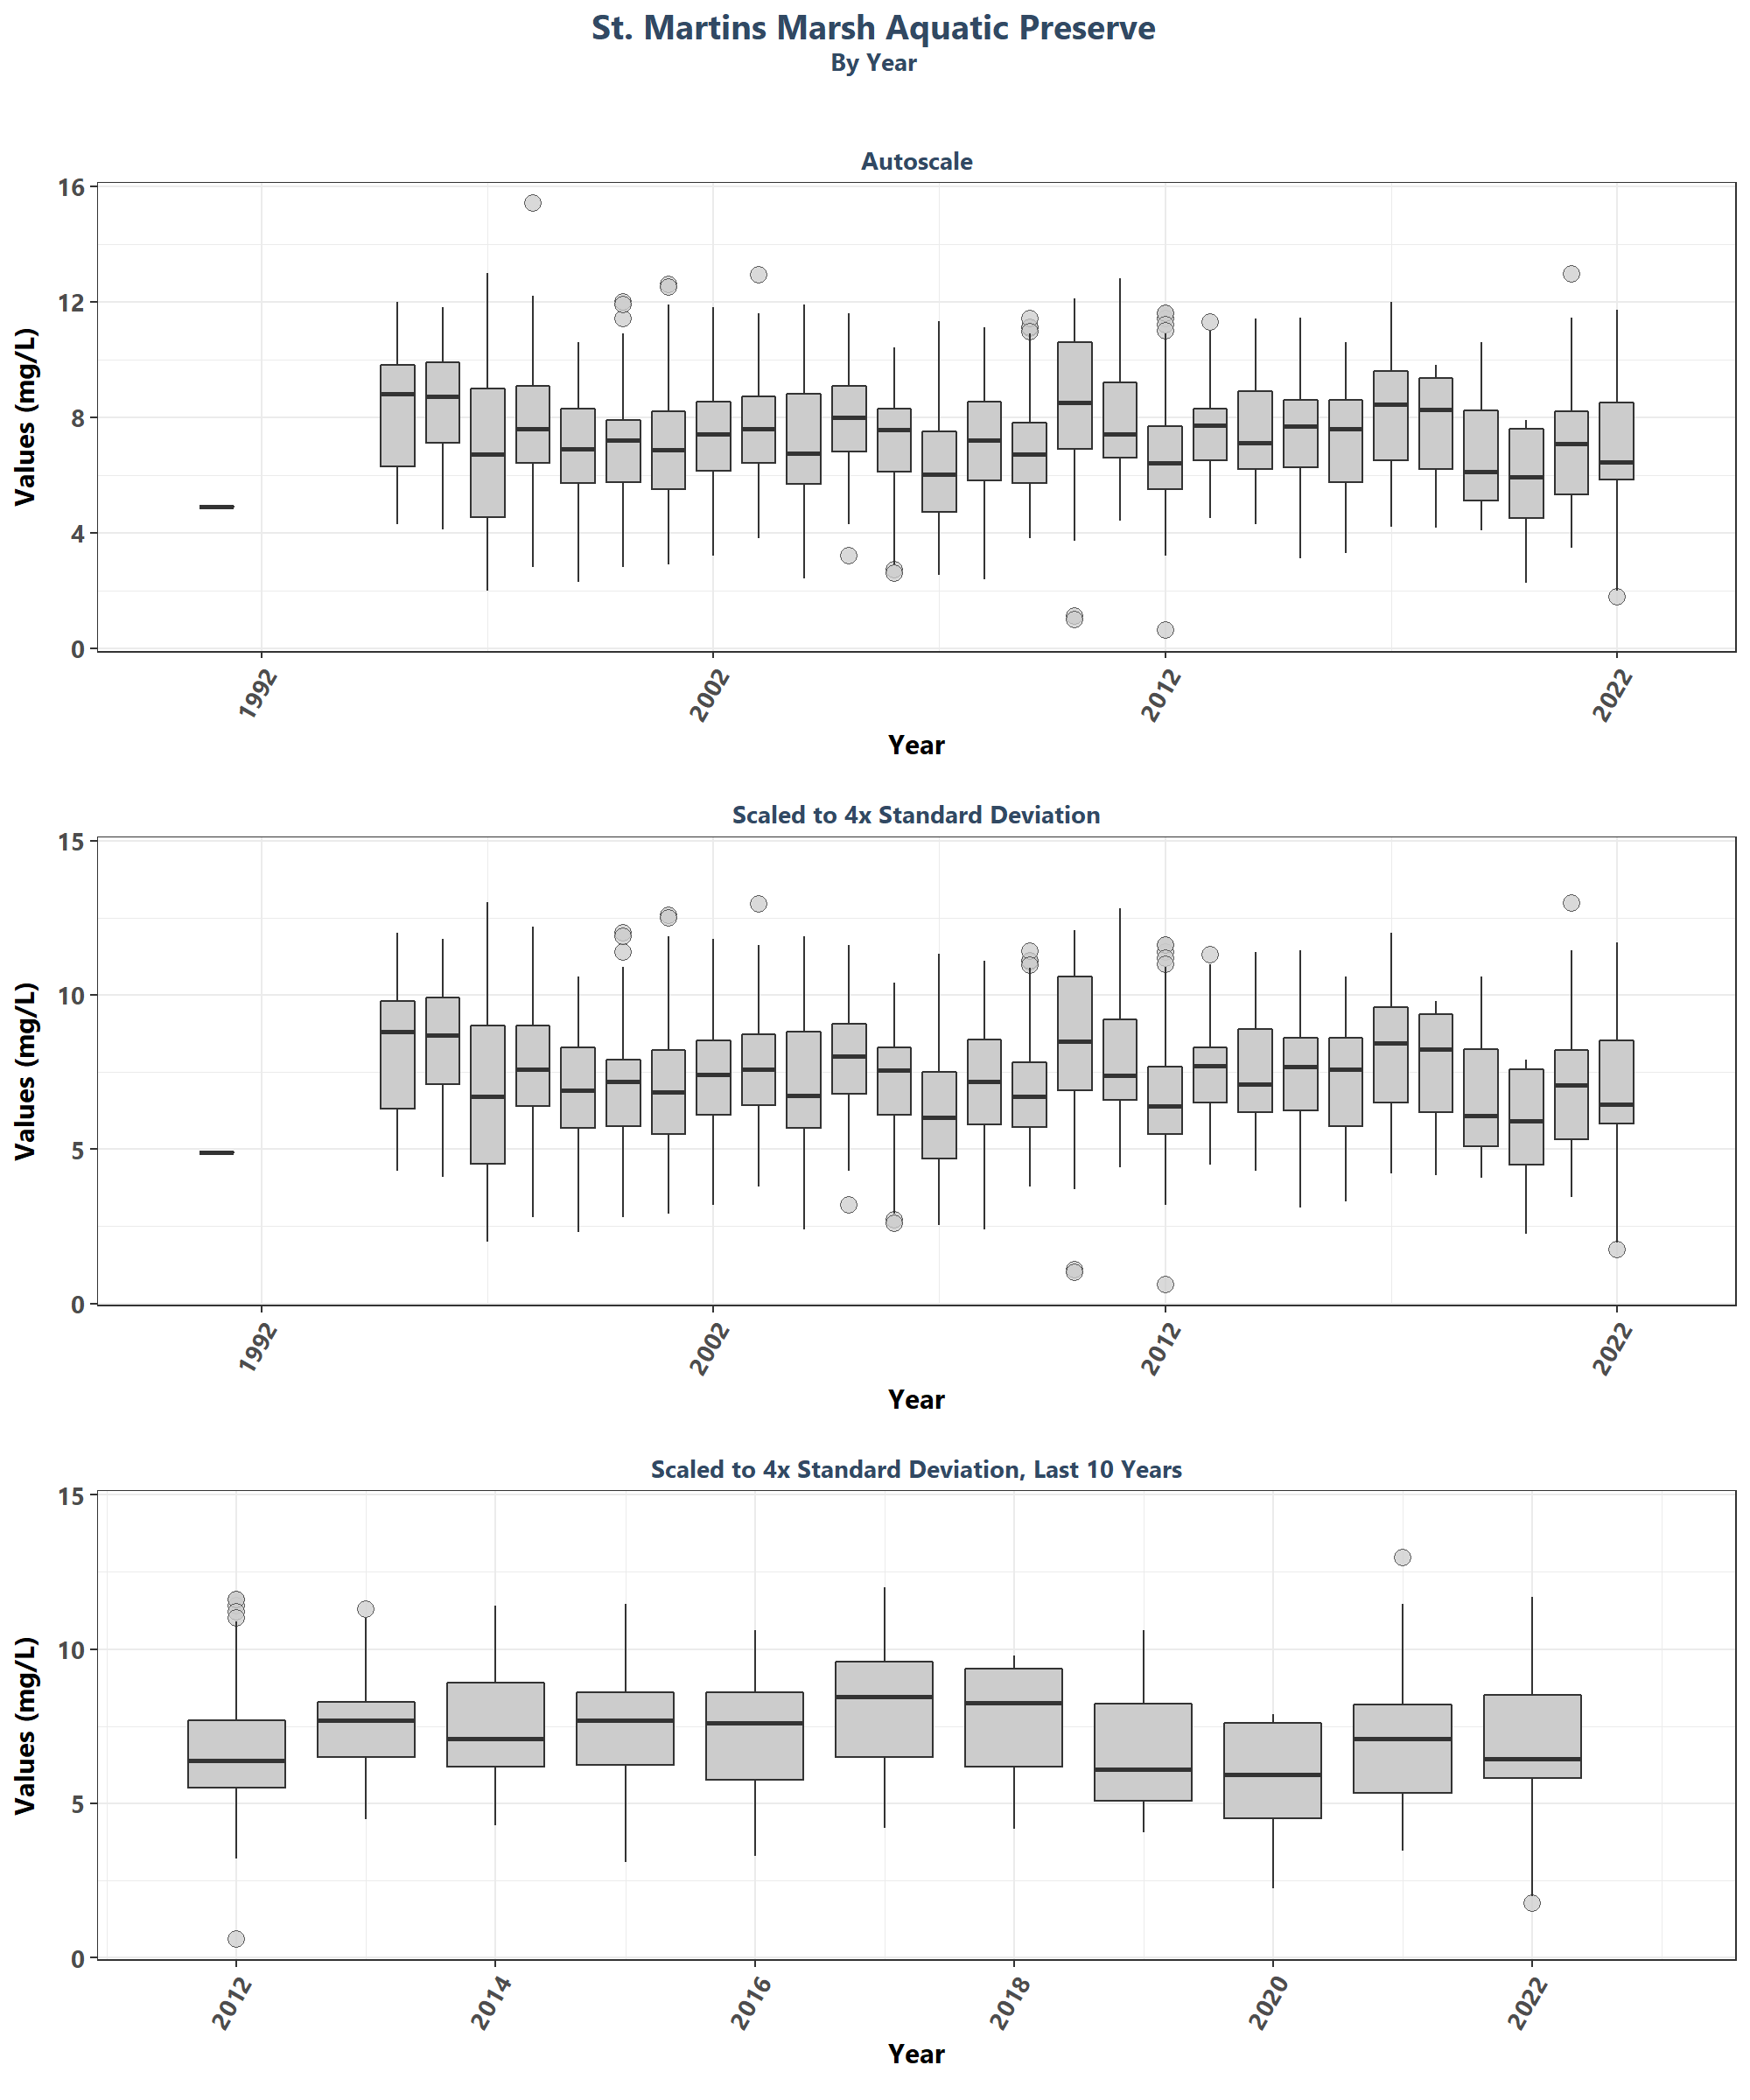 St. Martins Marsh Aquatic Preserve
By Year
Autoscale
Values (mg/L)
16
12
8
4
0
1992
2002
2012
2022
Year
Scaled to 4x Standard Deviation
Values (mg/L)
15
10
5
0
1992
2002
2012
2022
Year
Scaled to 4x Standard Deviation, Last 10 Years
Values (mg/L)
15
10
5
0
2012
2014
2016
2018
2020
2022
Year